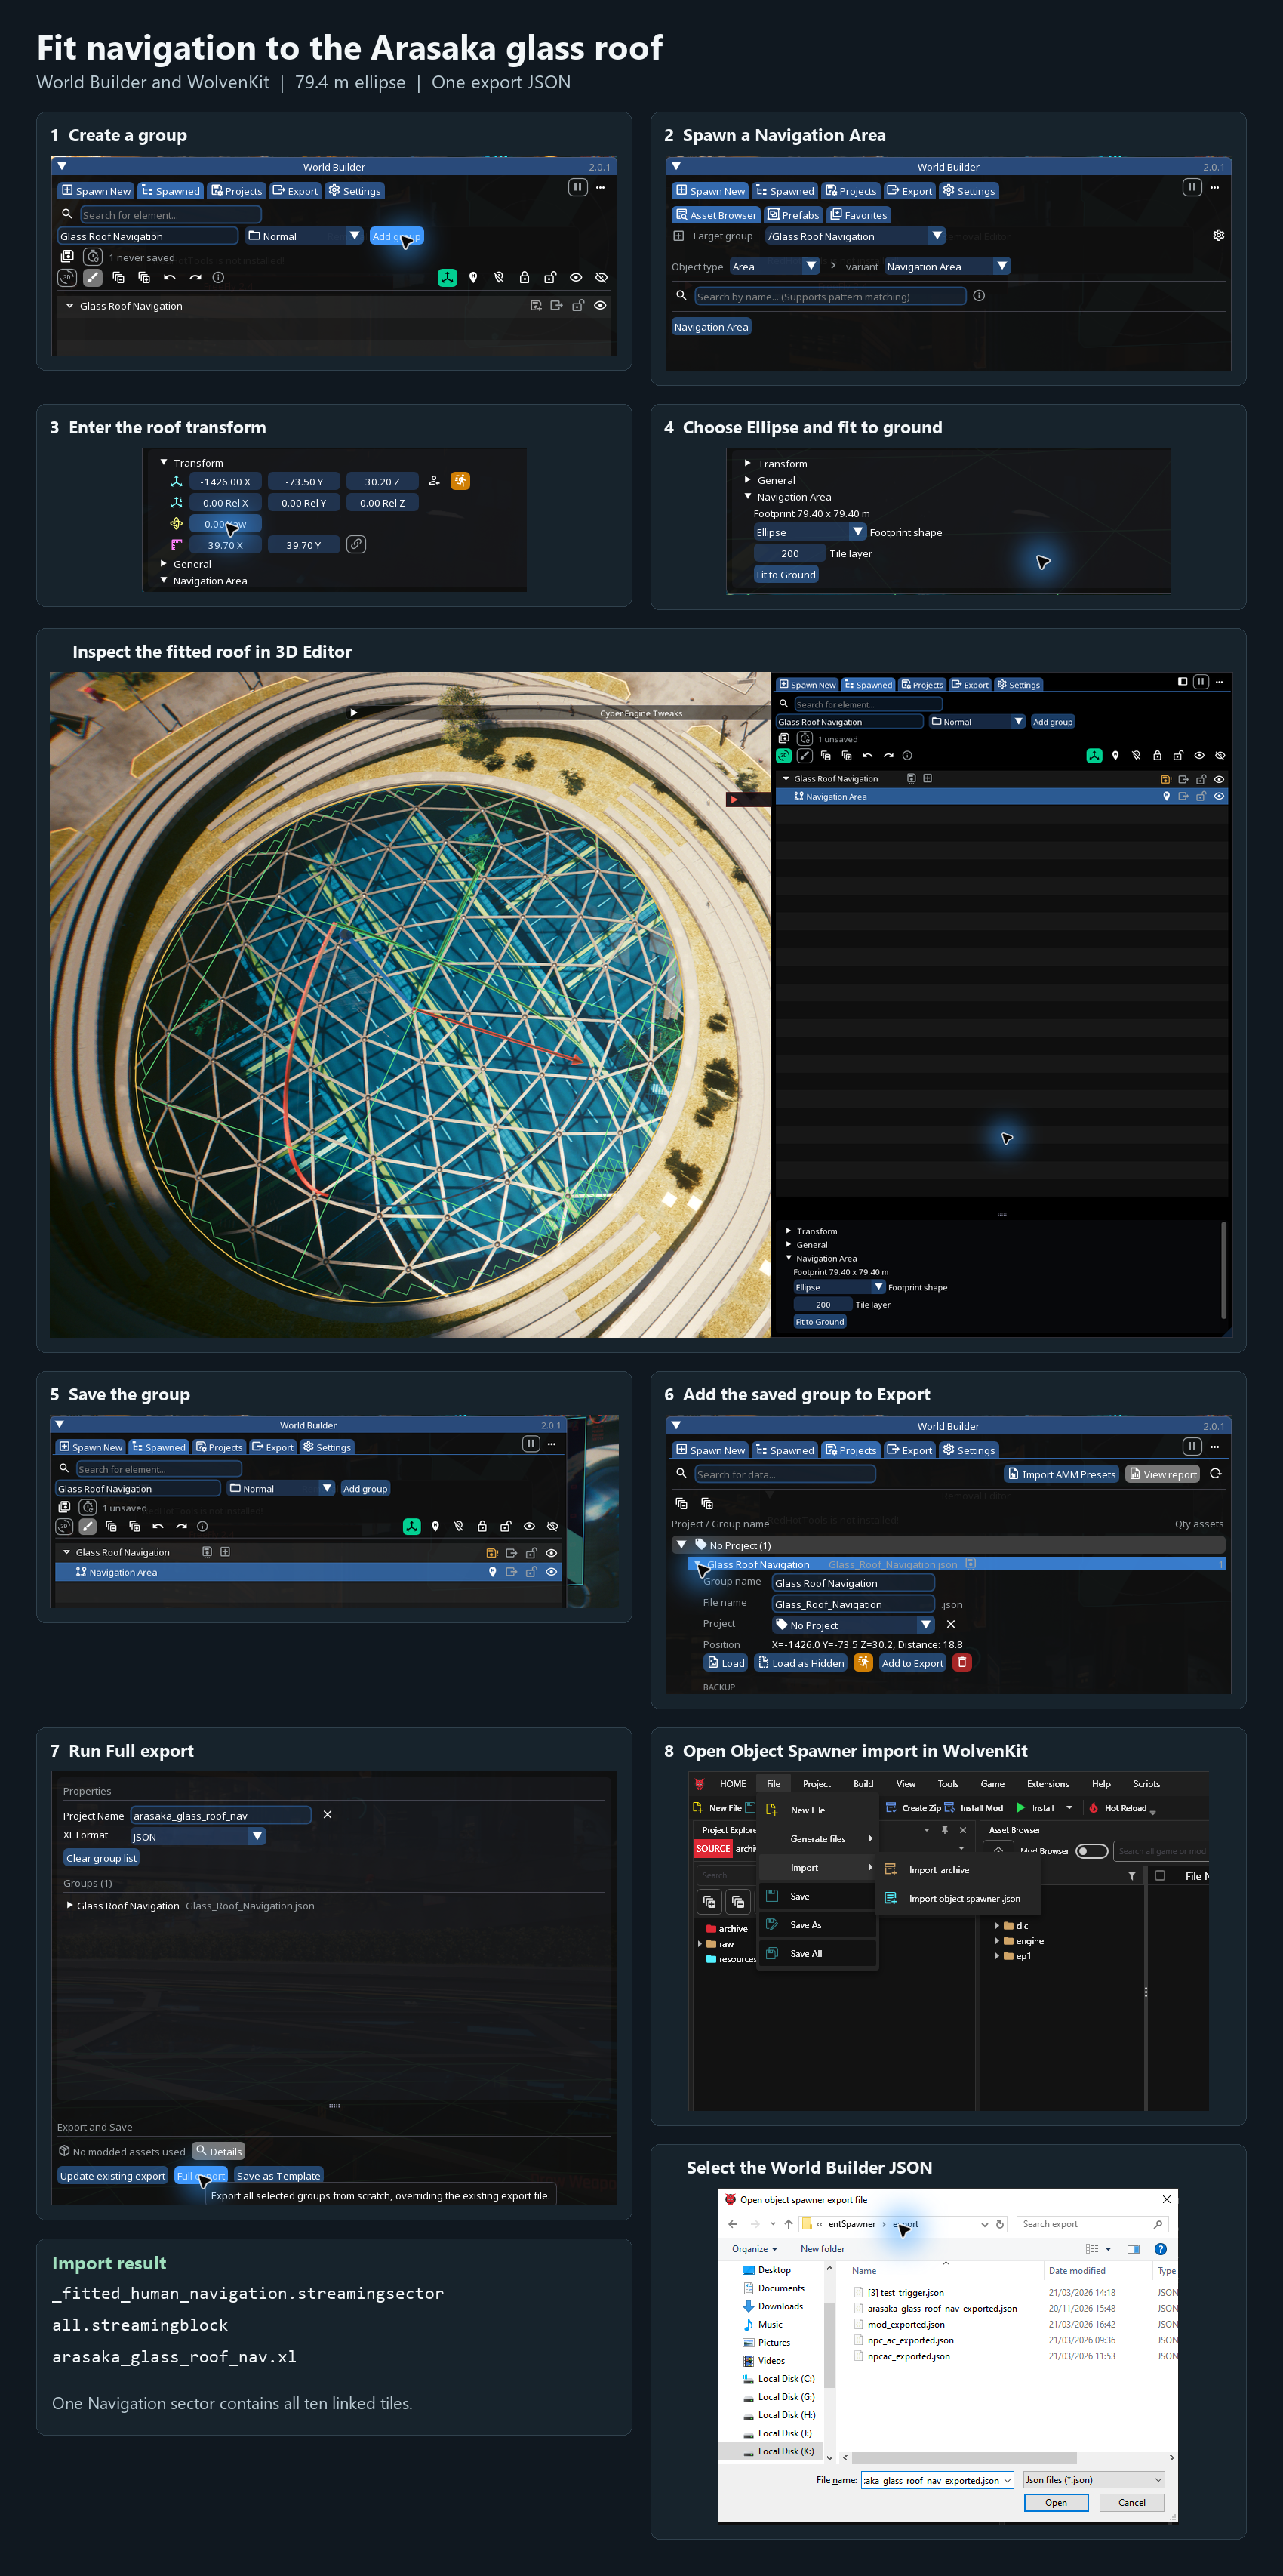 Fit navigation to the Arasaka glass roof
World Builder and WolvenKit | 79.4 m ellipse | One export JSON
1 Create a group
World Builder 2.0.1
Spawn New Spawned Projects Export Settings
Search for element...
Glass Roof Navigation Normal Add group
1 never saved
Glass Roof Navigation
2 Spawn a Navigation Area
World Builder 2.0.1
Spawn New Spawned Projects Export Settings
Asset Browser Prefabs Favorites
Target group /Glass Roof Navigation
Object type Area > variant Navigation Area
Search by name... (Supports pattern matching)
Navigation Area
3 Enter the roof transform
Transform
-1426.00 X -73.50 Y 30.20 Z
0.00 Rel X 0.00 Rel Y 0.00 Rel Z
0.00
39.70 X 39.70 Y
General
Navigation Area
4 Choose Ellipse and fit to ground
Transform
General
Navigation Area
Footprint 79.40 x 79.40 m
Ellipse Footprint shape
200 Tile layer
Fit to Ground
Inspect the fitted roof in 3D Editor
Cyber Engine Tweaks
Spawn New Spawned Projects Export Settings
Search for element...
Glass Roof Navigation Normal Add group
1 unsaved
Glass Roof Navigation
Navigation Area
Transform
General
Navigation Area
Footprint 79.40 x 79.40 m
Ellipse Footprint shape
200 Tile layer
Fit to Ground
5 Save the group
World Builder 2.0.1
Spawn New Spawned Projects Export Settings
Search for element...
Glass Roof Navigation Normal Add group
1 unsaved
Glass Roof Navigation
Navigation Area
6 Add the saved group to Export
World Builder 2.0.1
Spawn New Spawned Projects Export Settings
Search for data... Import AMM Presets View report
Project / Group name Qty assets
No Project (1)
Glass Roof Navigation Glass_Roof_Navigation.json 1
Group name Glass Roof Navigation
File name Glass_Roof_Navigation .json
Project No Project
Position X=-1426.0 Y=-73.5 Z=30.2, Distance: 18.8
Load Load as Hidden Add to Export
BACKUP
7 Run Full export
Properties
Project Name arasaka_glass_roof_nav
XL Format JSON
Clear group list
Groups (1)
Glass Roof Navigation Glass_Roof_Navigation.json
Export and Save
No modded assets used Details
Update existing export Full export Save as Template
Export all selected groups from scratch, overriding the existing export file.
8 Open Object Spawner import in WolvenKit
HOME File Project Build View Tools Game Extensions Help Scripts
New File New File Create Zip Install Mod Install Hot Reload
Project Explore Generate files Asset Browser
SOURCE archi Mod Browser Search all game or mod
Search Import Import .archive File N
Save Import object spawner .json
archive Save As dlc
raw engine
resources Save All ep1
Select the World Builder JSON
Open object spawner export file
« entSpawner > export Search export
Organize New folder
Name Date modified Type
Desktop
Documents
Downloads
Music
Pictures
Videos
Local Disk (C:)
Local Disk (G:)
Local Disk (H:)
Local Disk (J:)
Local Disk (K:)
[3] test_trigger.json 21/03/2026 14:18 JSON
arasaka_glass_roof_nav_exported.json 20/11/2026 15:48 JSON
mod_exported.json 21/03/2026 16:42 JSON
npc_ac_exported.json 21/03/2026 09:36 JSON
npcac_exported.json 21/03/2026 11:53 JSON
File name: aka_glass_roof_nav_exported.json Json files (*.json)
Open Cancel
Import result
_fitted_human_navigation.streamingsector
all.streamingblock
arasaka_glass_roof_nav.xl
One Navigation sector contains all ten linked tiles.